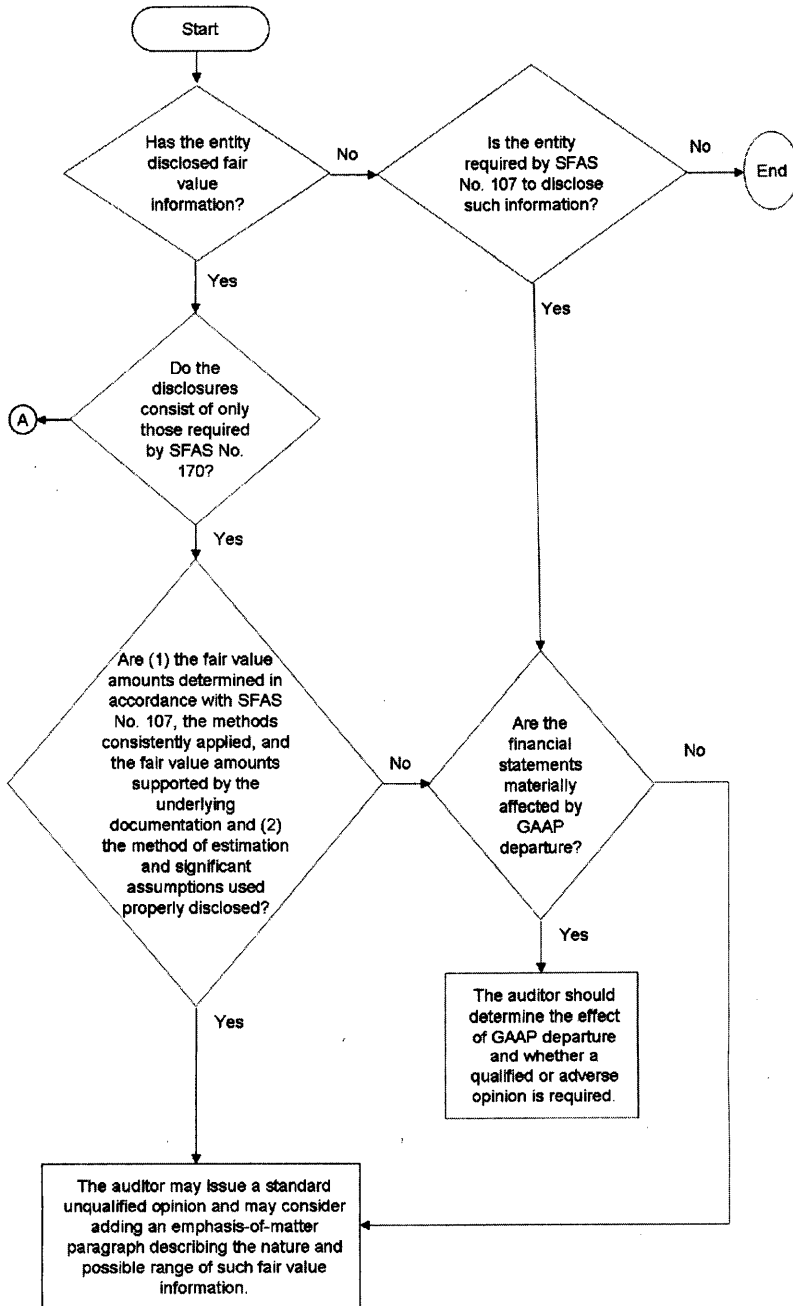 Start
Has the entity
disclosed fair
value
information?
No
Is the entity
required by SFAS
No. 107 to disclose
such information?
No
End
Yes
Yes
Do the
disclosures
consist of only
those required
by SFAS No.
170?
A
Yes
Are (1) the fair value
amounts determined in
accordance with SFAS
No. 107, the methods
consistently applied, and
the fair value amounts
supported by the
underlying
documentation and (2)
the method of estimation
and significant
assumptions used
properly disclosed?
No
Are the
financial
statements
materially
affected by
GAAP
departure?
No
Yes
Yes
The auditor should
determine the effect
of GAAP departure
and whether a
qualified or adverse
opinion is required.
The auditor may issue a standard
unqualified opinion and may consider
adding an emphasis-of-matter
paragraph describing the nature and
possible range of such fair value
information.